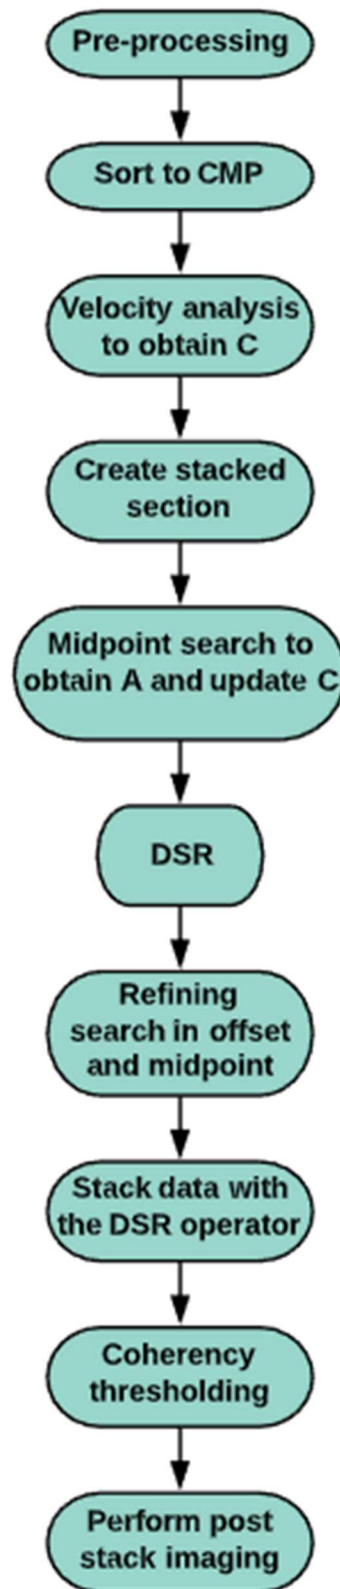 Pre-processing
Sort to CMP
Velocity analysis
to obtain C
Create stacked
section
Midpoint search to
obtain A and update C
DSR
Refining
search in offset
and midpoint
Stack data with
the DSR operator
Coherency
thresholding
Perform post
stack imaging